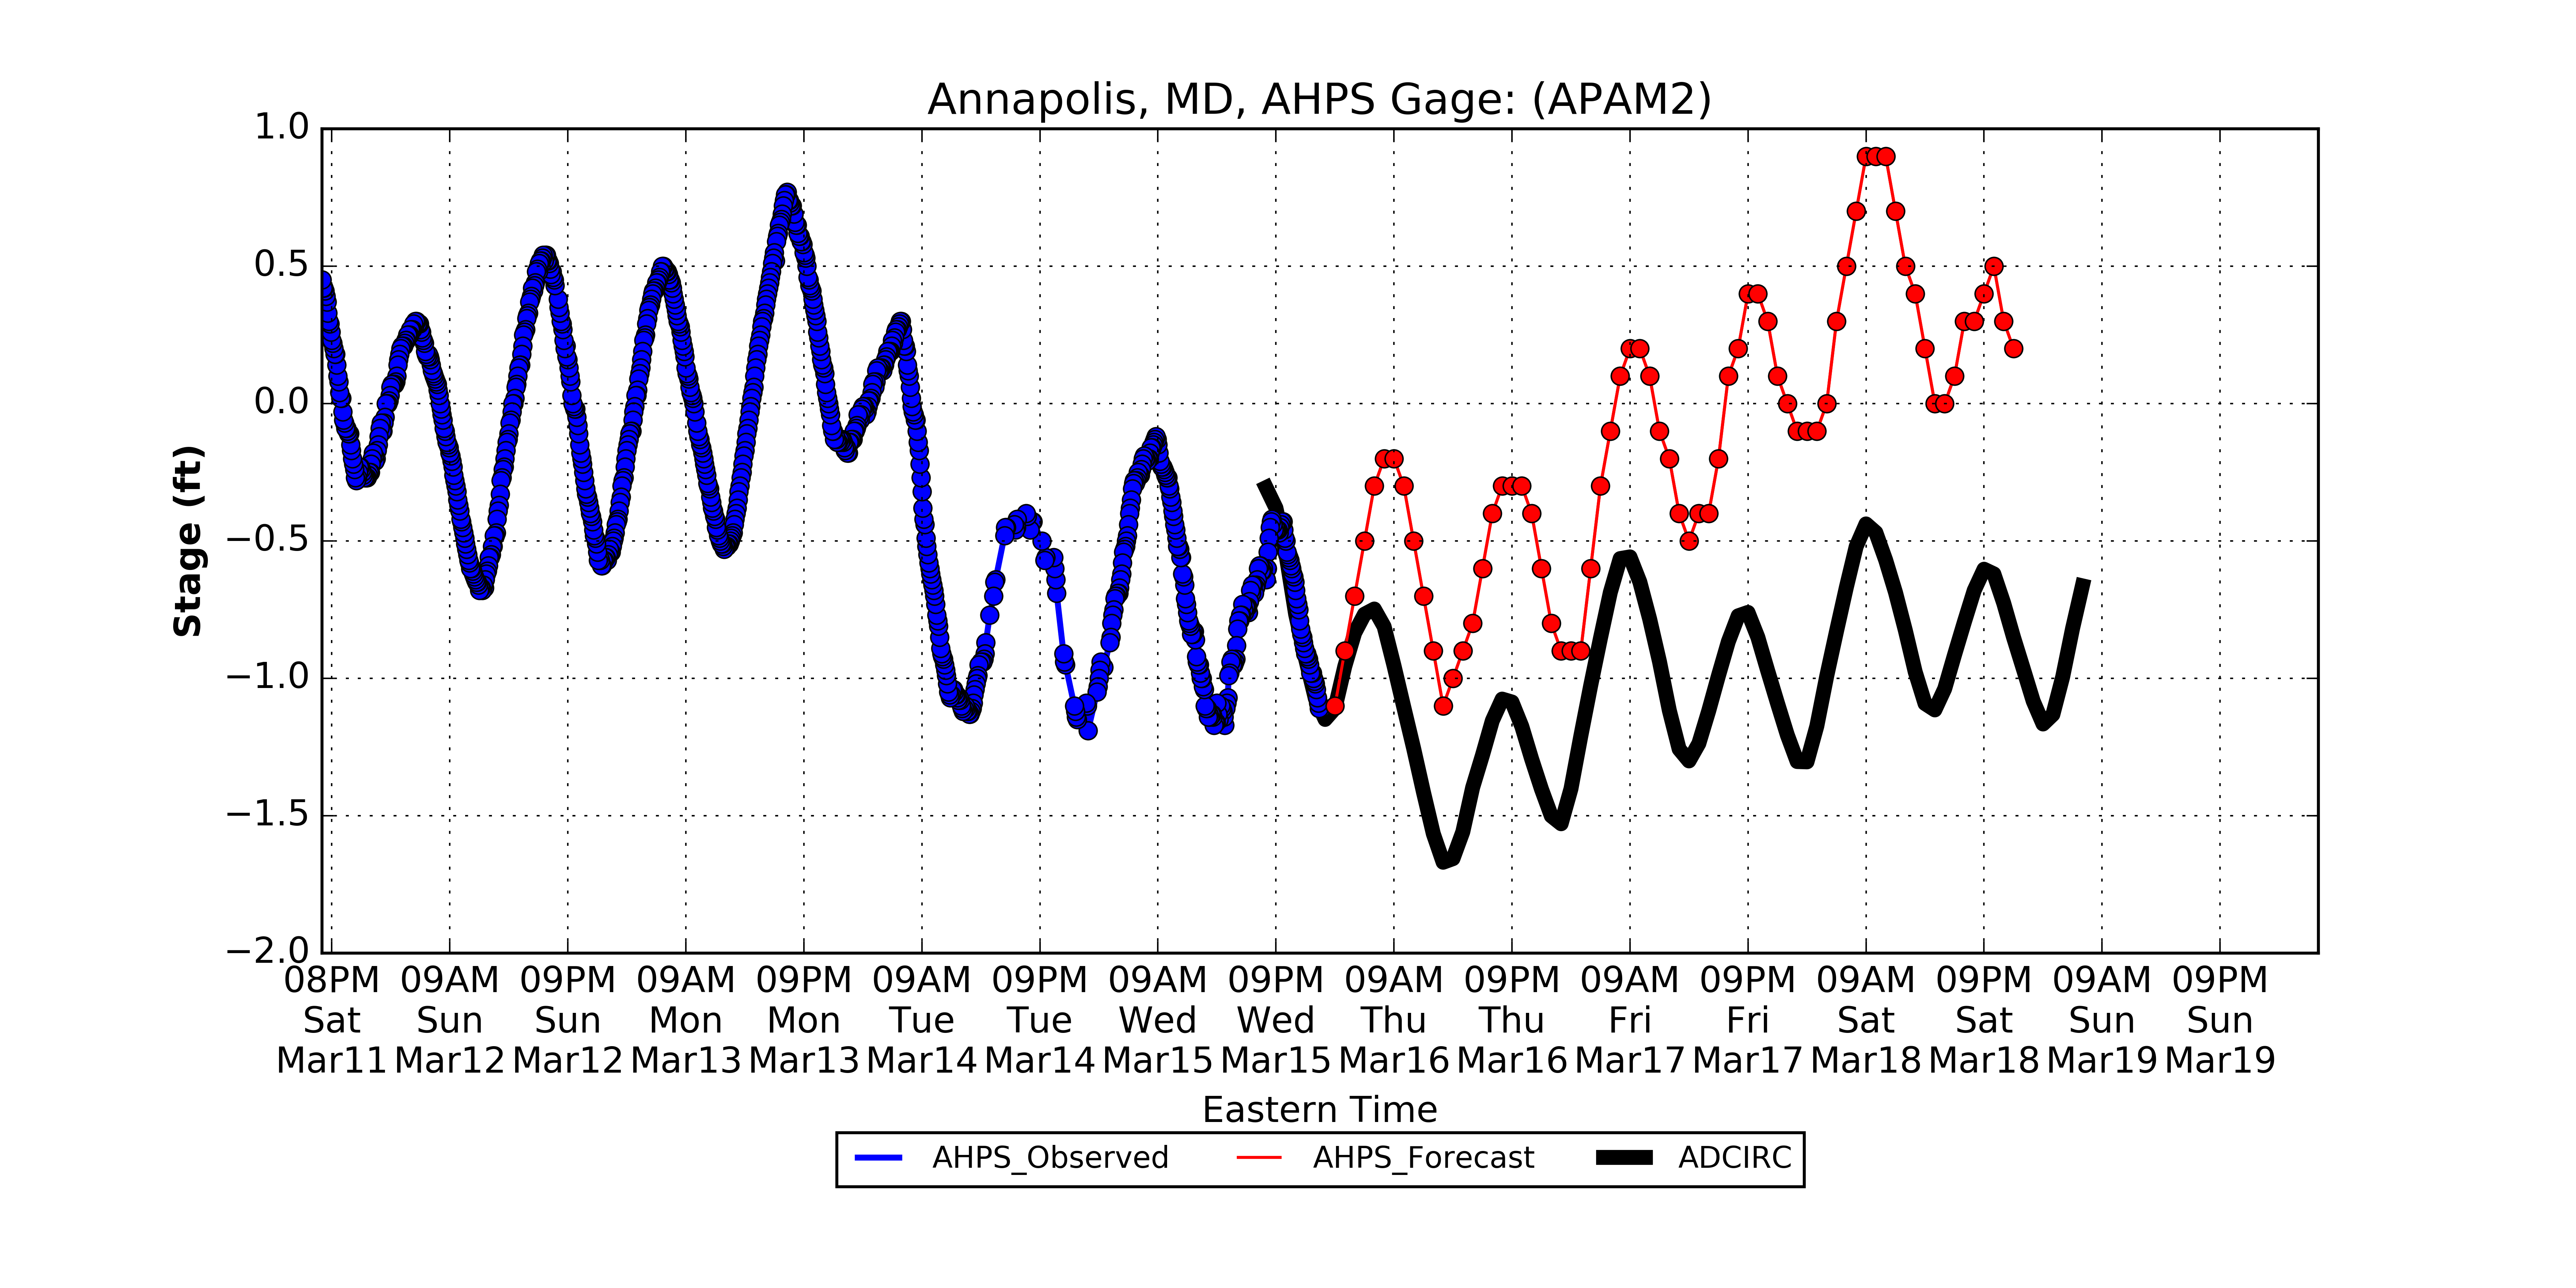 Annapolis, MD, AHPS Gage: (APAM2)
1.0
0.5
0.0
−0.5
−1.0
−1.5
−2.0
Stage (ft)
08PM 09AM 09PM 09AM 09PM 09AM 09PM 09AM 09PM 09AM 09PM 09AM 09PM 09AM 09PM 09AM 09PM
Sat Sun Sun Mon Mon Tue Tue Wed Wed Thu Thu Fri Fri Sat Sat Sun Sun
Mar11 Mar12 Mar12 Mar13 Mar13 Mar14 Mar14 Mar15 Mar15 Mar16 Mar16 Mar17 Mar17 Mar18 Mar18 Mar19 Mar19
Eastern Time
AHPS_Observed AHPS_Forecast ADCIRC